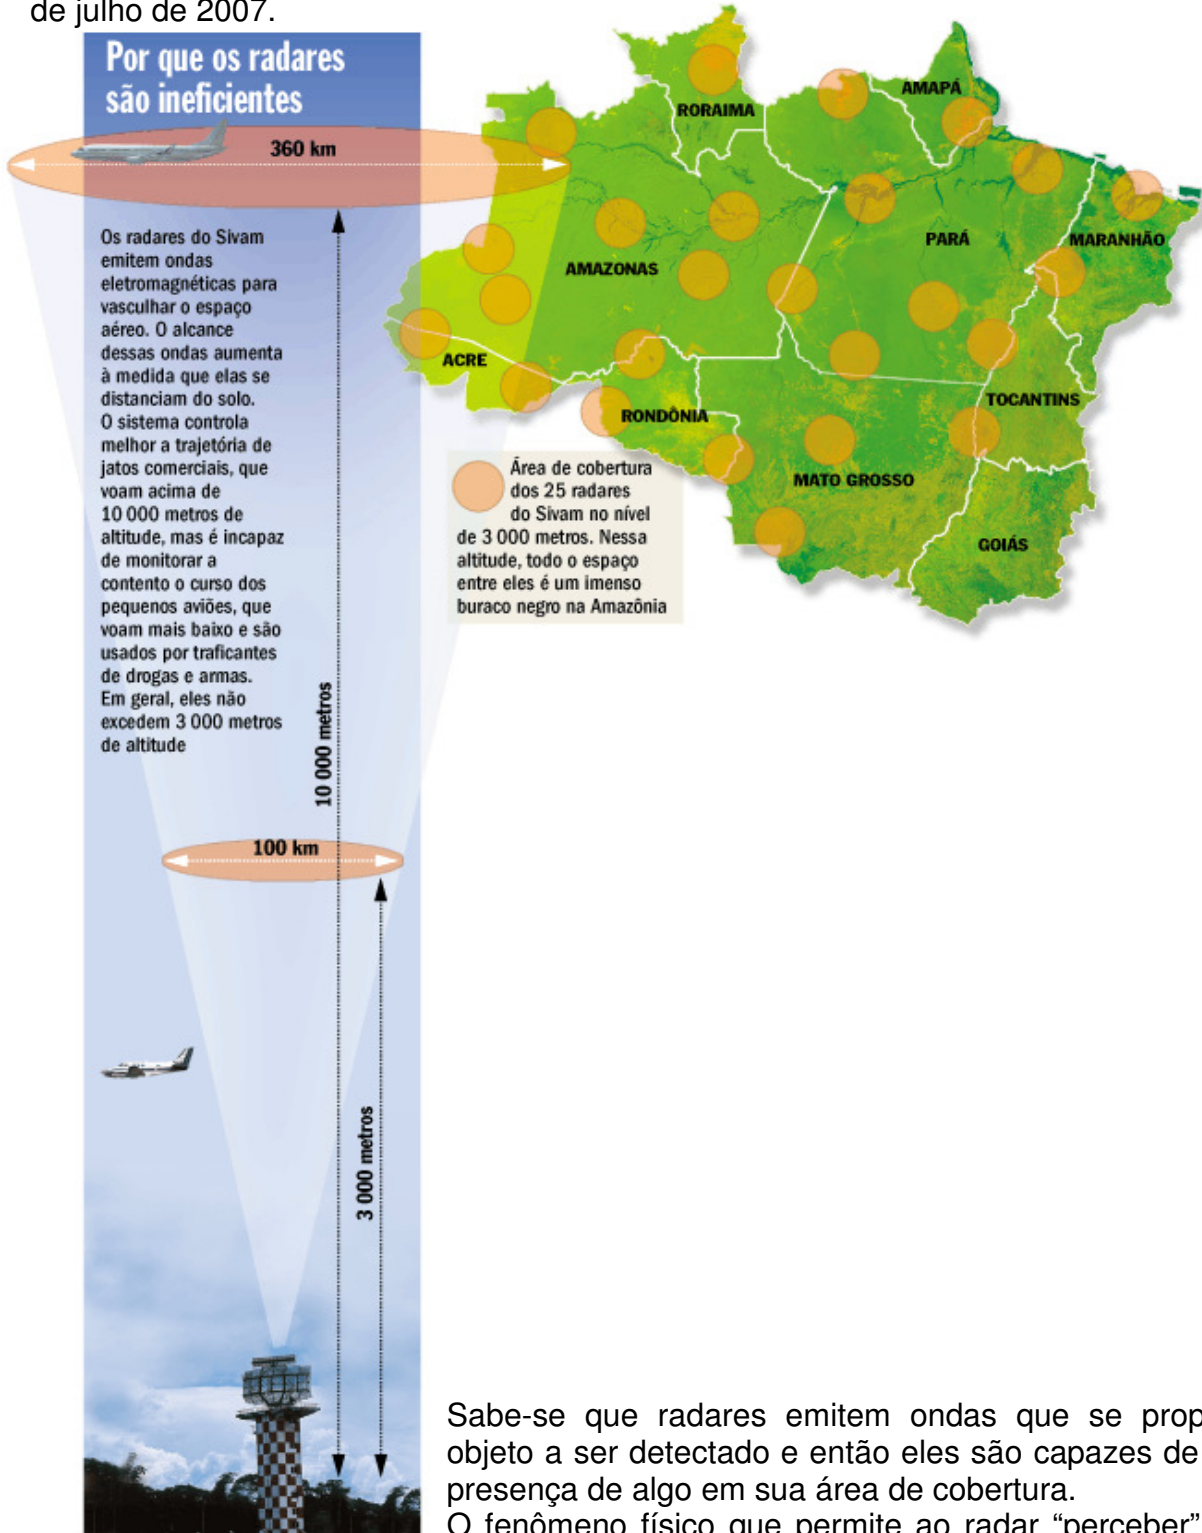 de julho de 2007.
Por que os radares
são ineficientes
360 km
Os radares do Sivam
emitem ondas
eletromagnéticas para
vasculhar o espaço
aéreo. O alcance
dessas ondas aumenta
à medida que elas se
distanciam do solo.
O sistema controla
melhor a trajetória de
jatos comerciais, que
voam acima de
10 000 metros de
altitude, mas é incapaz
de monitorar a
contento o curso dos
pequenos aviões, que
voam mais baixo e são
usados por traficantes
de drogas e armas.
Em geral, eles não
excedem 3 000 metros
de altitude
10 000 metros
100 km
3 000 metros
RORAIMA
AMAPÁ
AMAZONAS
PARÁ
MARANHÃO
ACRE
RONDÔNIA
TOCANTINS
MATO GROSSO
GOIÁS
Área de cobertura
dos 25 radares
do Sivam no nível
de 3 000 metros. Nessa
altitude, todo o espaço
entre eles é um imenso
buraco negro na Amazônia
Sabe-se que radares emitem ondas que se prop
objeto a ser detectado e então eles são capazes de
presença de algo em sua área de cobertura.
O fenômeno físico que permite ao radar “perceber”